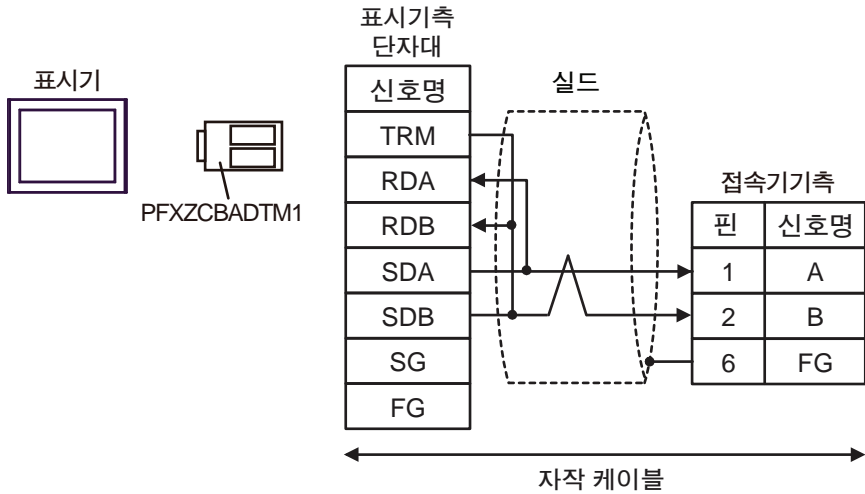 표시기
PFXZCBADTM1
표시기측
단자대
신호명
TRM
RDA
RDB
SDA
SDB
SG
FG
실드
접속기기측
핀 신호명
1 A
2 B
6 FG
자작 케이블